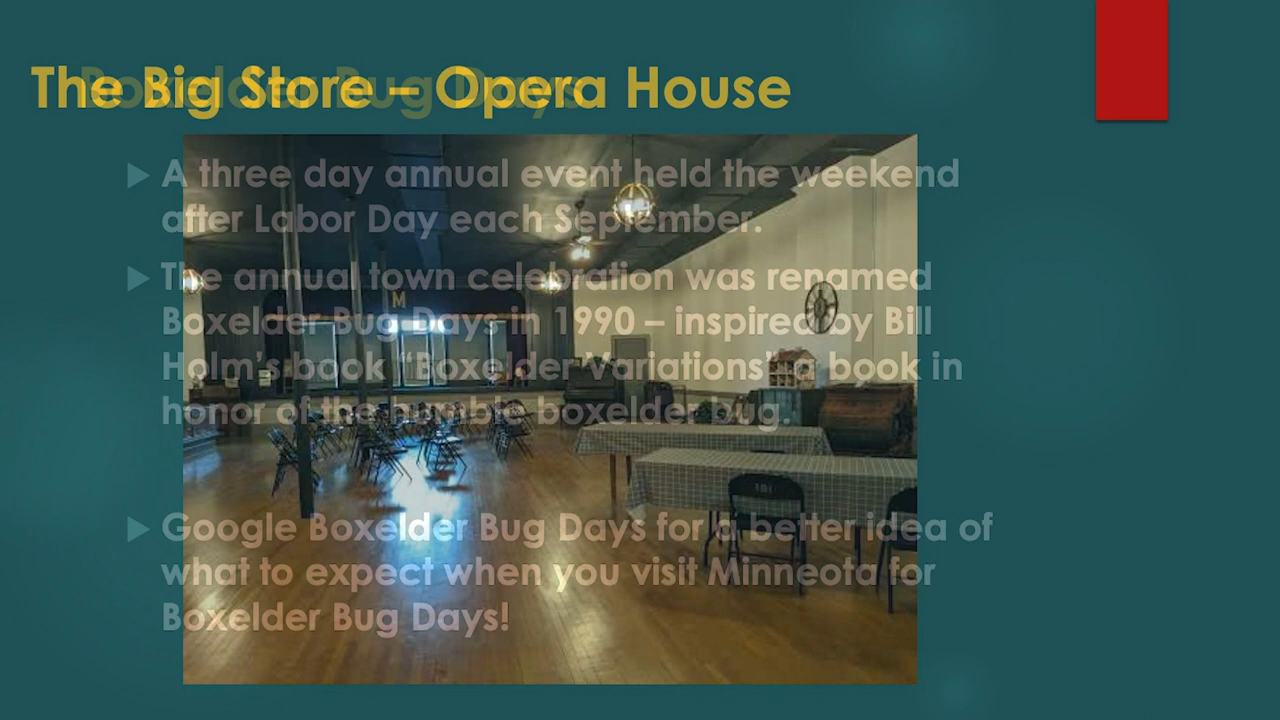 The Big Store – Opera House
Boxelder Bug Days
A three day annual event held the weekend
after Labor Day each September.
The annual town celebration was renamed
Boxelder Bug Days in 1990 – inspired by Bill
Holm's book "Boxelder Variations" a book in
honor of the humble boxelder bug.
M
Google Boxelder Bug Days for a better idea of
what to expect when you visit Minneota for
Boxelder Bug Days!